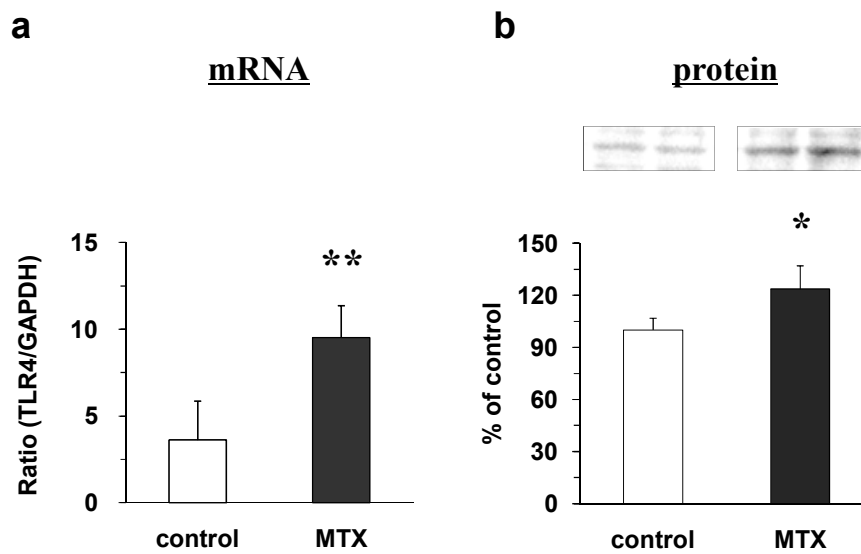 a
mRNA
Ratio (TLR4/GAPDH)
15
10
5
0
**
control
MTX
b
protein
% of control
150
120
90
60
30
0
*
control
MTX